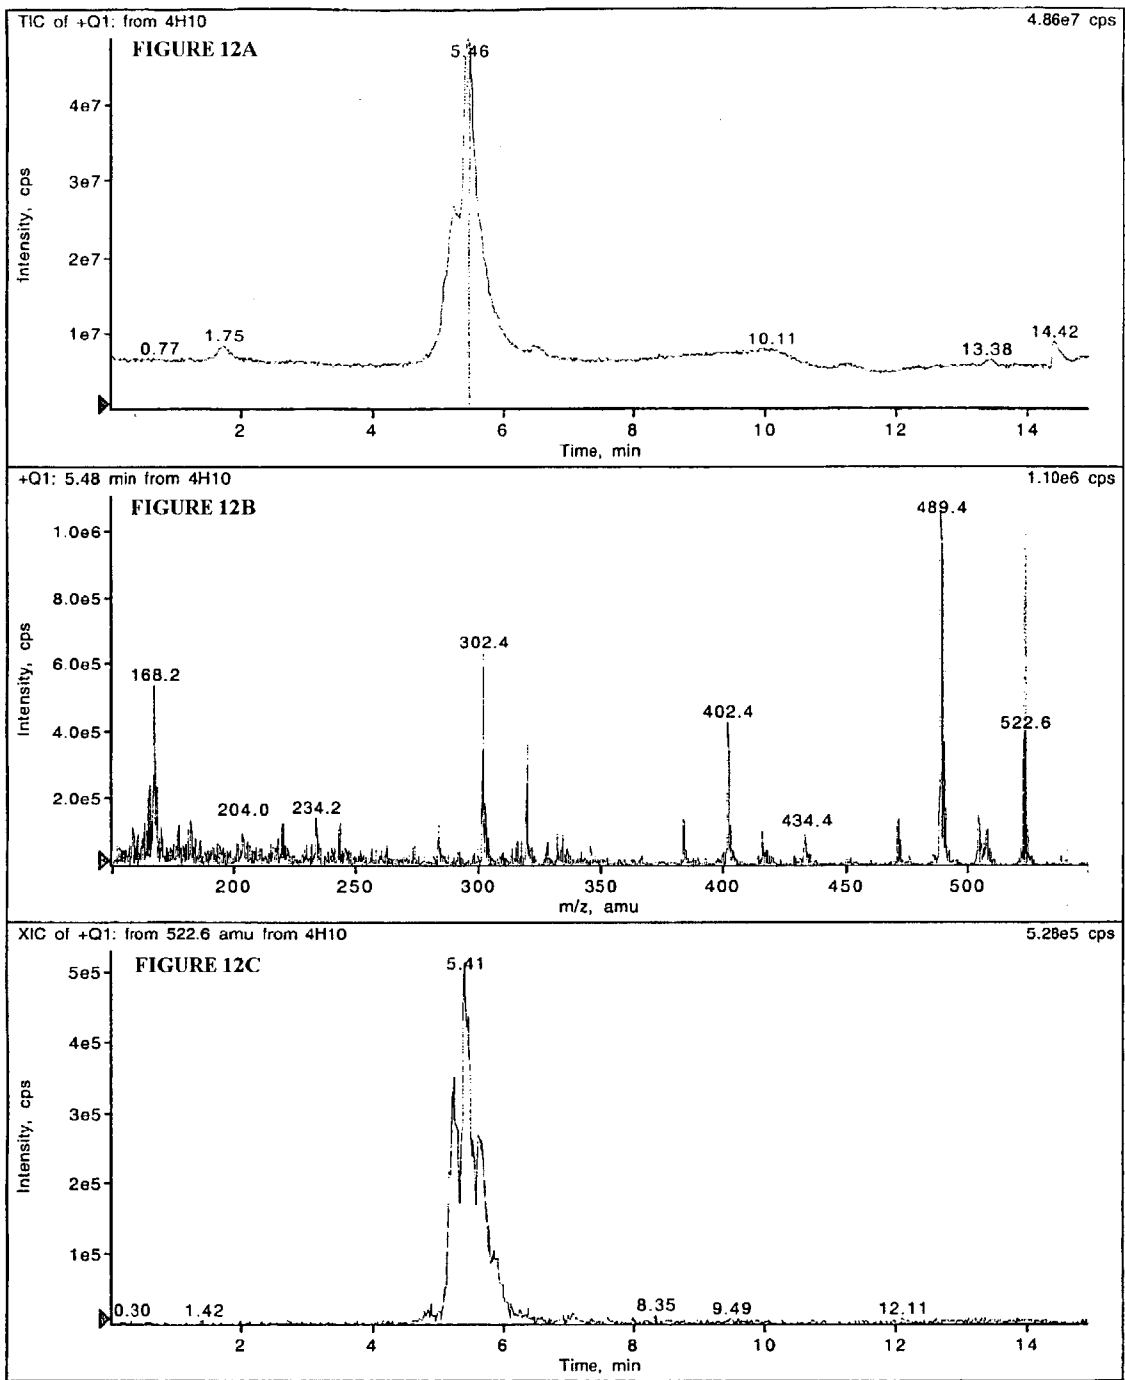 TIC of +Q1: from 4H10 4.86e7 cps
FIGURE 12A
5.46
4e7
3e7
2e7
1e7
Intensity, cps
0.77 1.75 10.11 13.38 14.42
2 4 6 8 10 12 14
Time, min
+Q1: 5.48 min from 4H10 1.10e6 cps
FIGURE 12B
489.4
1.0e6
8.0e5
6.0e5
4.0e5
2.0e5
Intensity, cps
168.2 204.0 234.2 302.4 402.4 434.4 522.6
200 250 300 350 400 450 500
m/z, amu
XIC of +Q1: from 522.6 amu from 4H10 5.26e5 cps
FIGURE 12C
5.41
5e5
4e5
3e5
2e5
1e5
Intensity, cps
0.30 1.42 8.35 9.49 12.11
2 4 6 8 10 12 14
Time, min